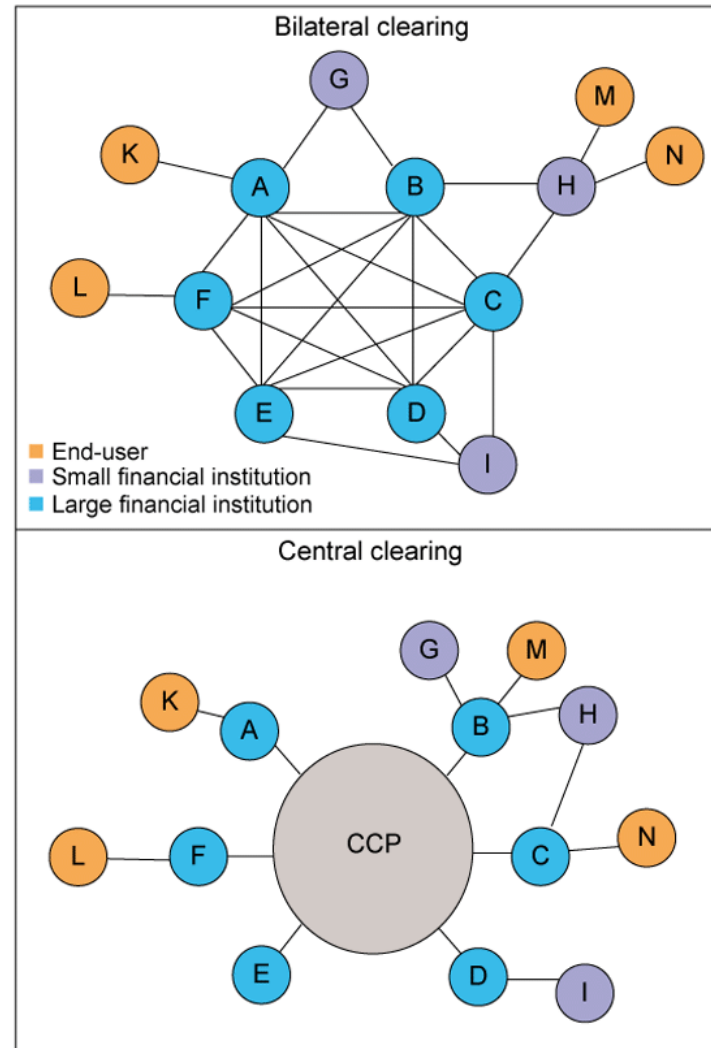 Bilateral clearing
G
M
K
N
A
B
H
L
F
C
E
D
I
End-user
Small financial institution
Large financial institution
Central clearing
G
M
K
H
A
B
CCP
N
L
F
C
E
D
I